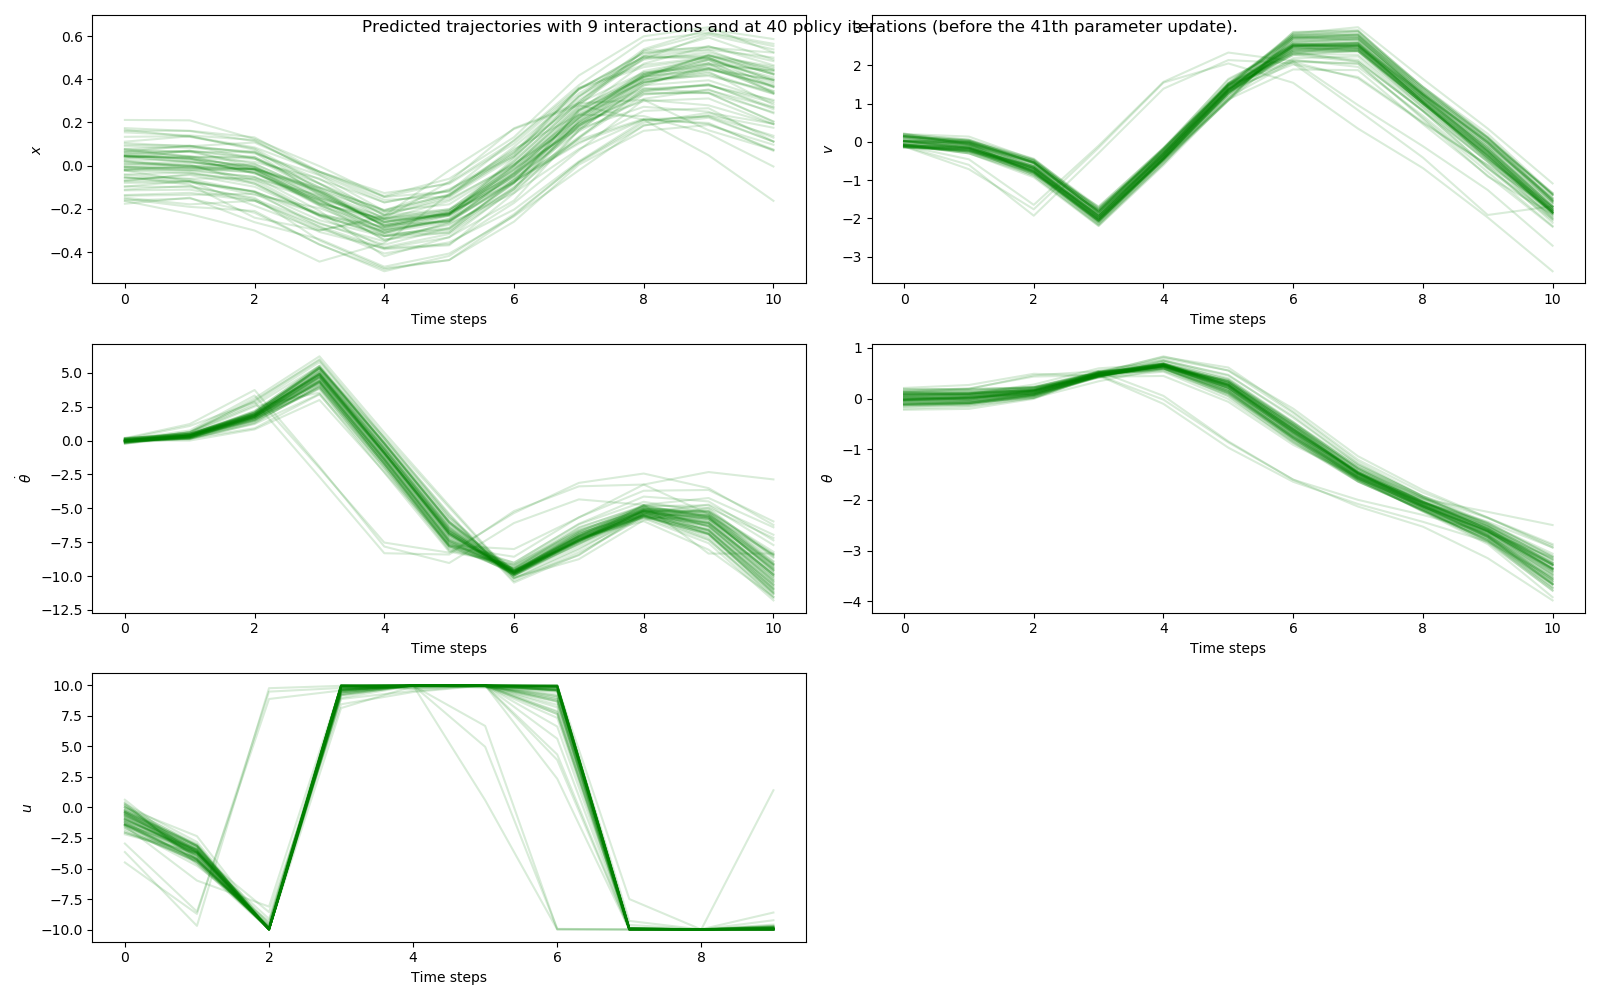 Predicted trajectories with 9 interactions and at 40 policy iterations (before the 41th parameter update).
0.6
0.4
0.2
0.0
−0.2
−0.4
x
0 2 4 6 8 10
Time steps
3
2
1
0
−1
−2
−3
v
0 2 4 6 8 10
Time steps
5.0
2.5
0.0
−2.5
−5.0
−7.5
−10.0
−12.5
θ̇
0 2 4 6 8 10
Time steps
1
0
−1
−2
−3
−4
θ
0 2 4 6 8 10
Time steps
10.0
7.5
5.0
2.5
0.0
−2.5
−5.0
−7.5
−10.0
u
0 2 4 6 8
Time steps